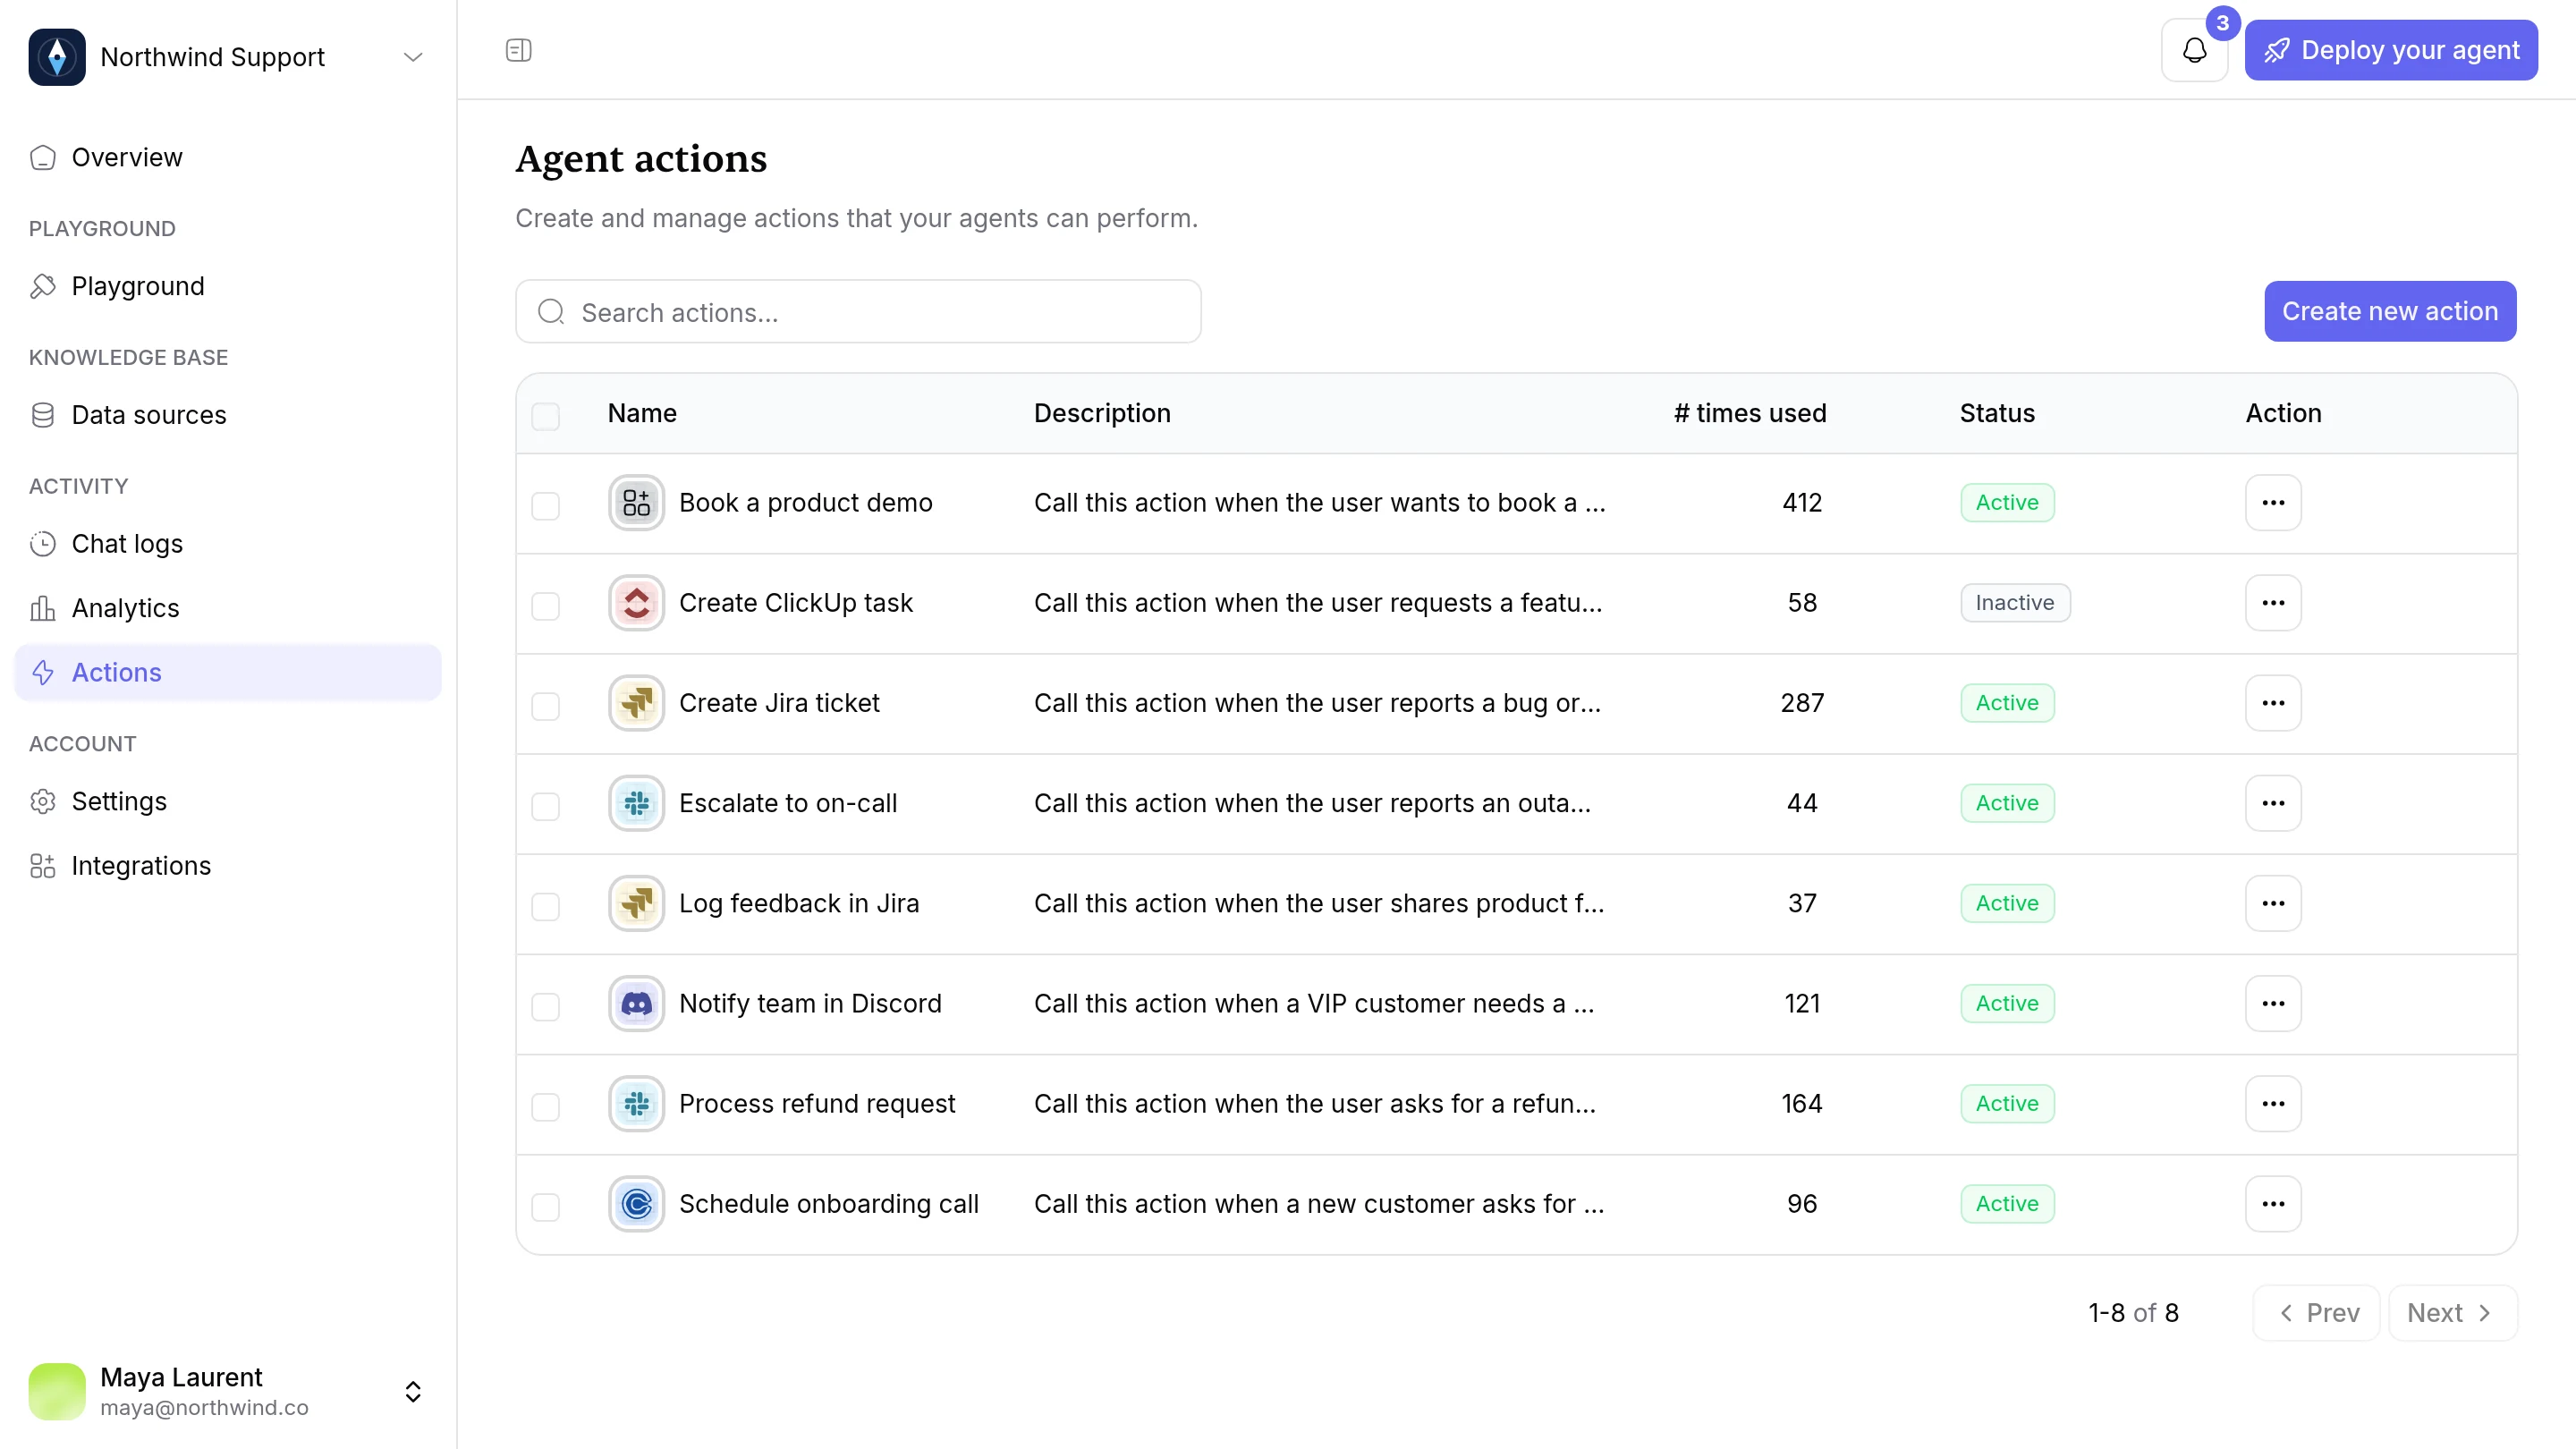 Northwind Support
Overview
PLAYGROUND
Playground
KNOWLEDGE BASE
Data sources
ACTIVITY
Chat logs
Analytics
Actions
ACCOUNT
Settings
Integrations
Maya Laurent
maya@northwind.co
3
Deploy your agent
Agent actions
Create and manage actions that your agents can perform.
Search actions...
Create new action
Name Description # times used Status Action
Book a product demo Call this action when the user wants to book a ... 412 Active
Create ClickUp task Call this action when the user requests a featu... 58 Inactive
Create Jira ticket Call this action when the user reports a bug or... 287 Active
Escalate to on-call Call this action when the user reports an outa... 44 Active
Log feedback in Jira Call this action when the user shares product f... 37 Active
Notify team in Discord Call this action when a VIP customer needs a ... 121 Active
Process refund request Call this action when the user asks for a refun... 164 Active
Schedule onboarding call Call this action when a new customer asks for ... 96 Active
1-8 of 8 Prev Next